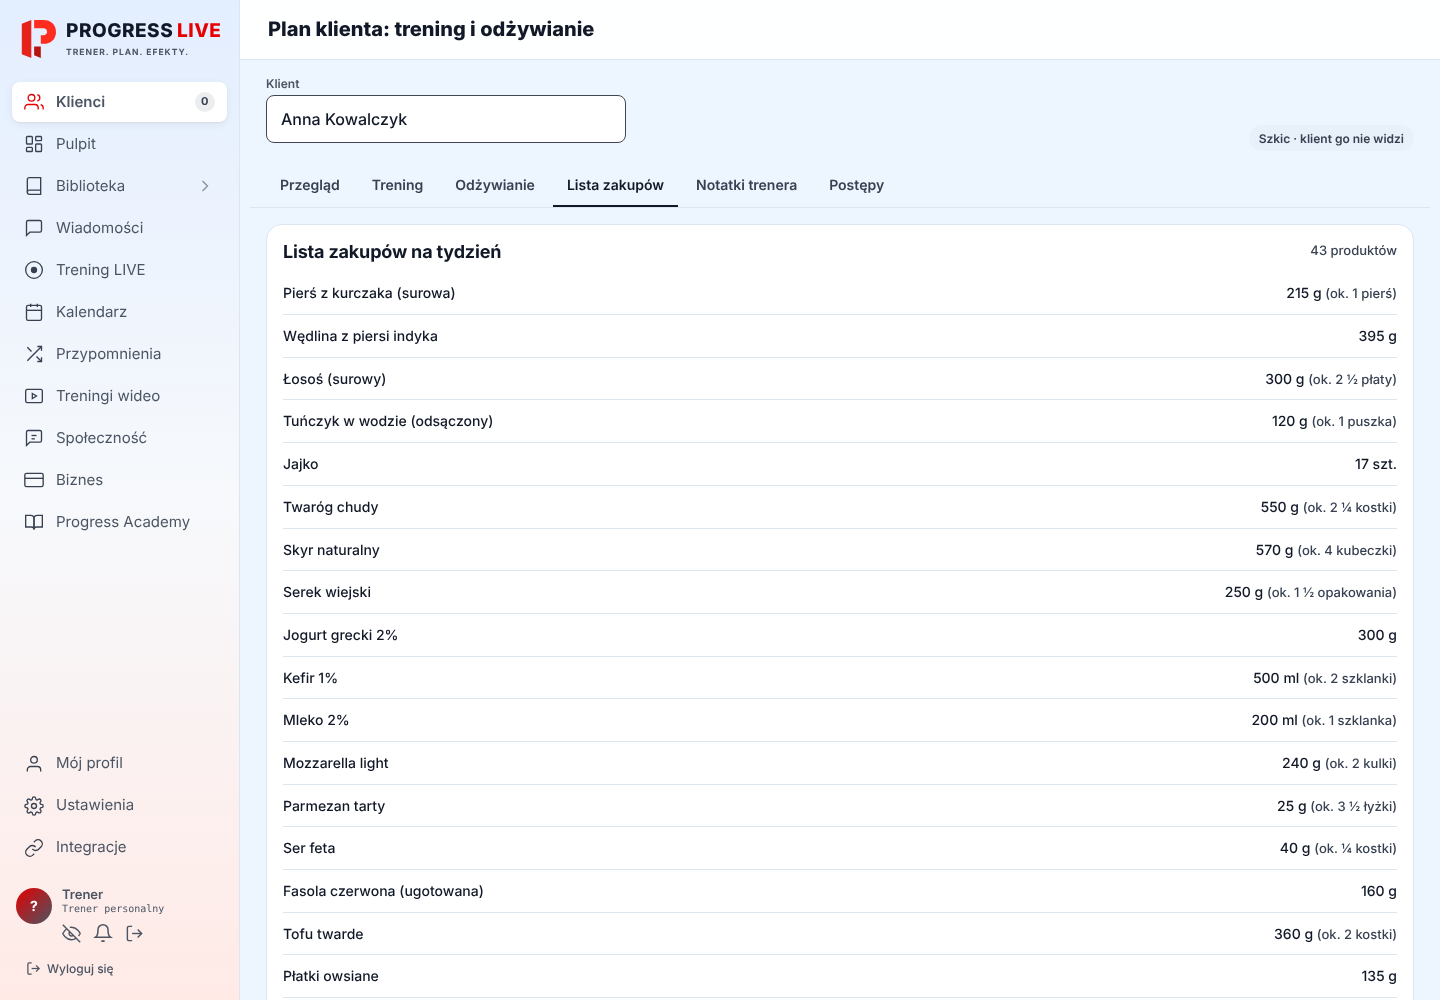 PROGRESS LIVE
TRENER. PLAN. EFEKTY.
Klienci 0
Pulpit
Biblioteka
Wiadomości
Trening LIVE
Kalendarz
Przypomnienia
Treningi wideo
Społeczność
Biznes
Progress Academy
Mój profil
Ustawienia
Integracje
?
Trener
Trener personalny
Wyloguj się
Plan klienta: trening i odżywianie
Klient
Anna Kowalczyk
Szkic · klient go nie widzi
Przegląd Trening Odżywianie Lista zakupów Notatki trenera Postępy
Lista zakupów na tydzień 43 produktów
Pierś z kurczaka (surowa) 215 g (ok. 1 pierś)
Wędlina z piersi indyka 395 g
Łosoś (surowy) 300 g (ok. 2 ½ płaty)
Tuńczyk w wodzie (odsączony) 120 g (ok. 1 puszka)
Jajko 17 szt.
Twaróg chudy 550 g (ok. 2 ¼ kostki)
Skyr naturalny 570 g (ok. 4 kubeczki)
Serek wiejski 250 g (ok. 1 ½ opakowania)
Jogurt grecki 2% 300 g
Kefir 1% 500 ml (ok. 2 szklanki)
Mleko 2% 200 ml (ok. 1 szklanka)
Mozzarella light 240 g (ok. 2 kulki)
Parmezan tarty 25 g (ok. 3 ½ łyżki)
Ser feta 40 g (ok. ¼ kostki)
Fasola czerwona (ugotowana) 160 g
Tofu twarde 360 g (ok. 2 kostki)
Płatki owsiane 135 g